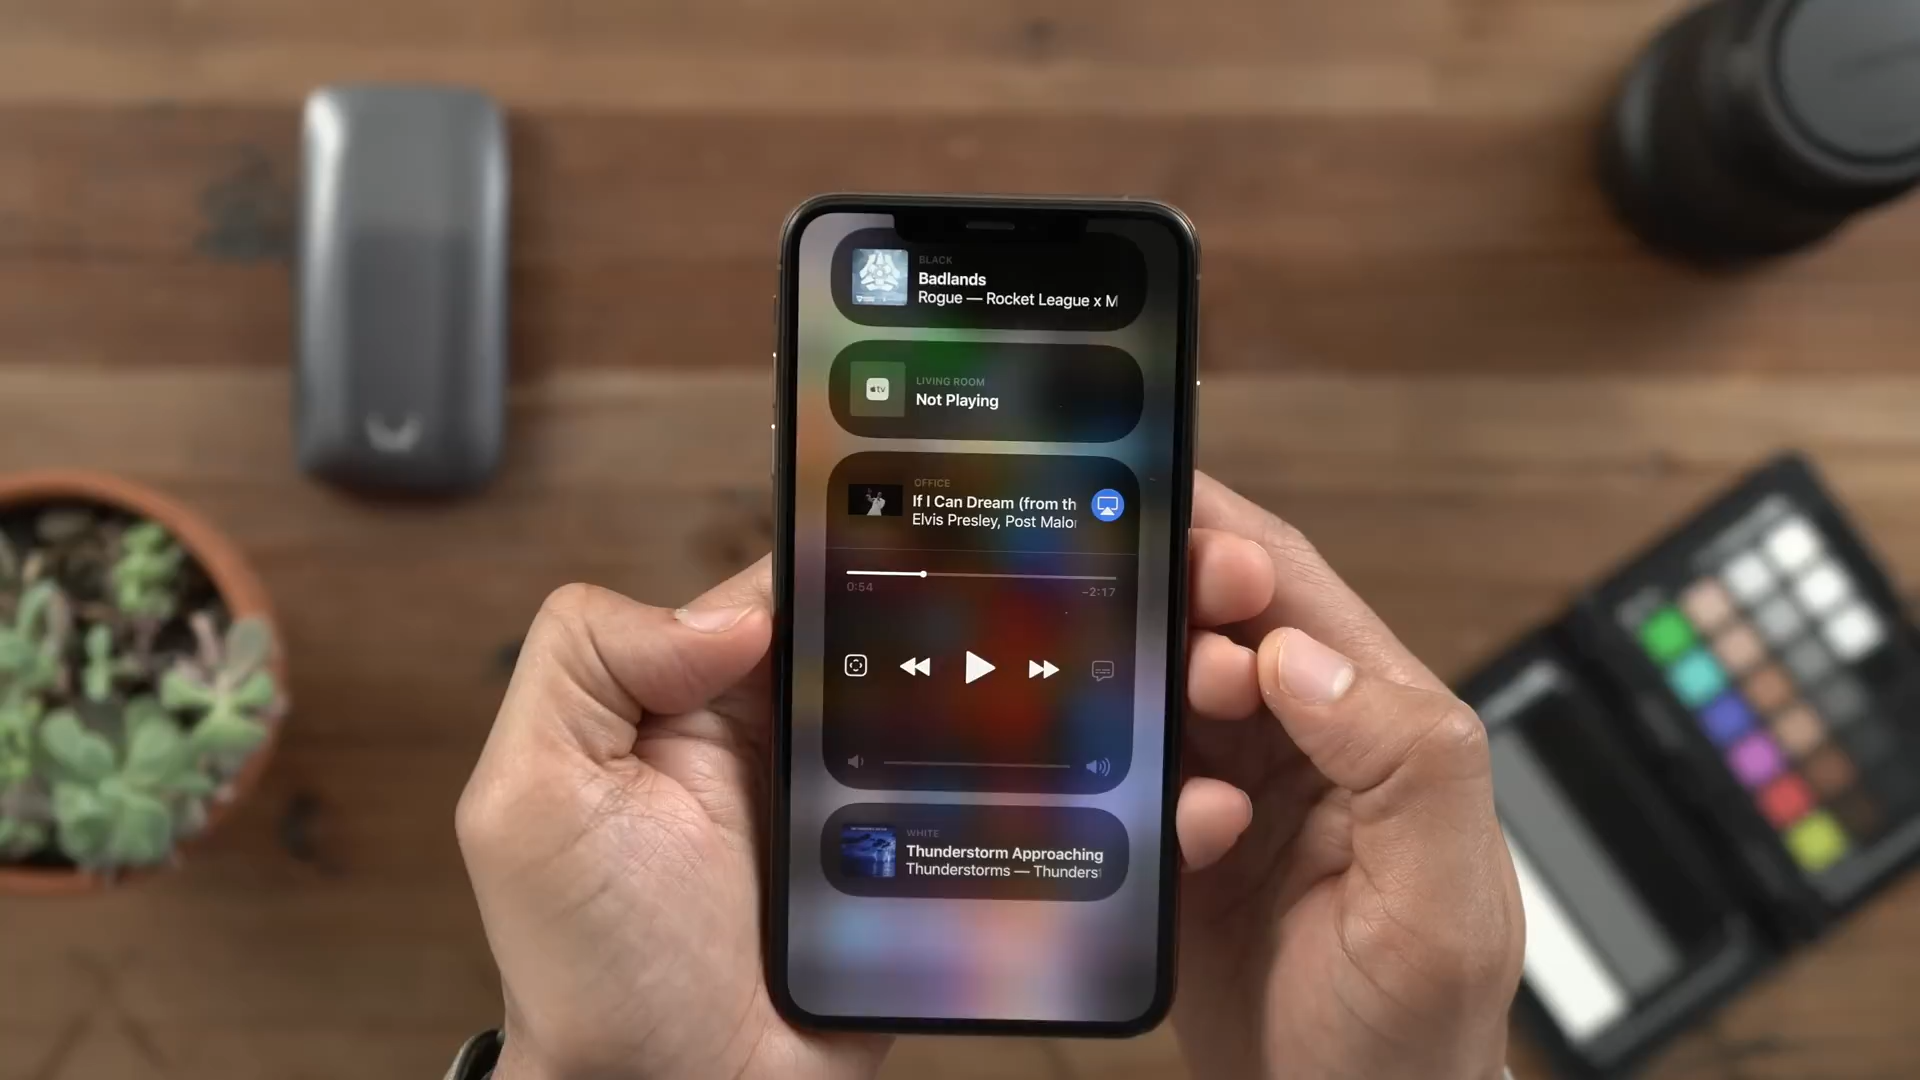 BLACK
Badlands
Rogue — Rocket League x M
tv
LIVING ROOM
Not Playing
OFFICE
If I Can Dream (from th
Elvis Presley, Post Malo
0:54
-2:17
WHITE
Thunderstorm Approaching
Thunderstorms — Thunders